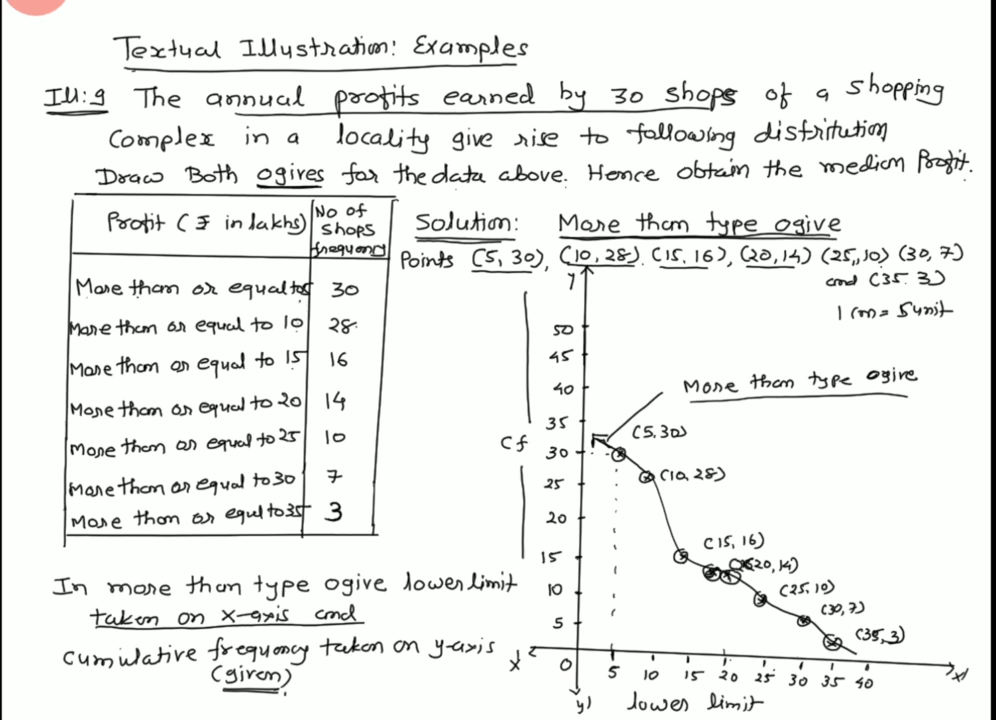 Textual Illustration: Examples
Ill:9 The annual profits earned by 30 shops of a shopping
complex in a locality give rise to following distritution
Draw Both ogives for the data above. Hence obtain the median Profit.
Profit (₹ in lakhs)
No of shops frequency
More than or equal to 5 30
More than or equal to 10 28
More than or equal to 15 16
More than or equal to 20 14
More than or equal to 25 10
More than or equal to 30 7
More than or equl to 35 3
In more than type ogive lower limit
taken on x-axis and
cumulative frequency taken on y-axis
(given)
Solution: More than type ogive
Points (5, 30), (10, 28), (15, 16), (20, 14) (25, 10) (30, 7)
and (35. 3)
1 cm = 5 unit
y
50
45
40
35
30
25
20
15
10
5
0
cf
More than type ogive
(5,30)
(10,28)
(15, 16)
(20, 14)
(25, 10)
(30, 7)
(35, 3)
x'
5 10 15 20 25 30 35 40
x
y'
lower limit